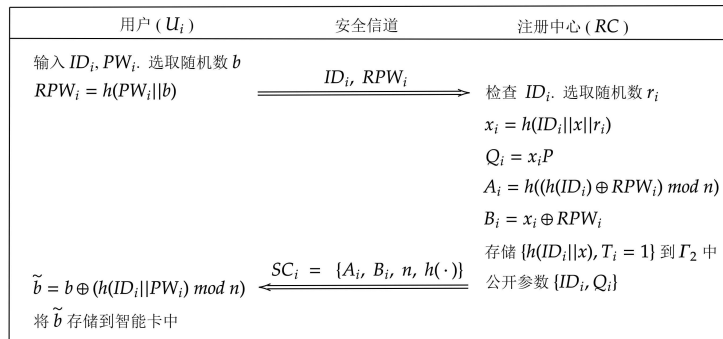 用户 ( U_i ) 安全信道 注册中心 ( RC )
输入 ID_i, PW_i. 选取随机数 b
RPW_i = h(PW_i||b)
ID_i, RPW_i
检查 ID_i. 选取随机数 r_i
x_i = h(ID_i||x||r_i)
Q_i = x_iP
A_i = h((h(ID_i) ⊕ RPW_i) mod n)
B_i = x_i ⊕ RPW_i
存储 {h(ID_i||x), T_i = 1} 到 Γ_2 中
SC_i = {A_i, B_i, n, h(·)}
公开参数 {ID_i, Q_i}
b̃ = b ⊕ (h(ID_i||PW_i) mod n)
将 b̃ 存储到智能卡中